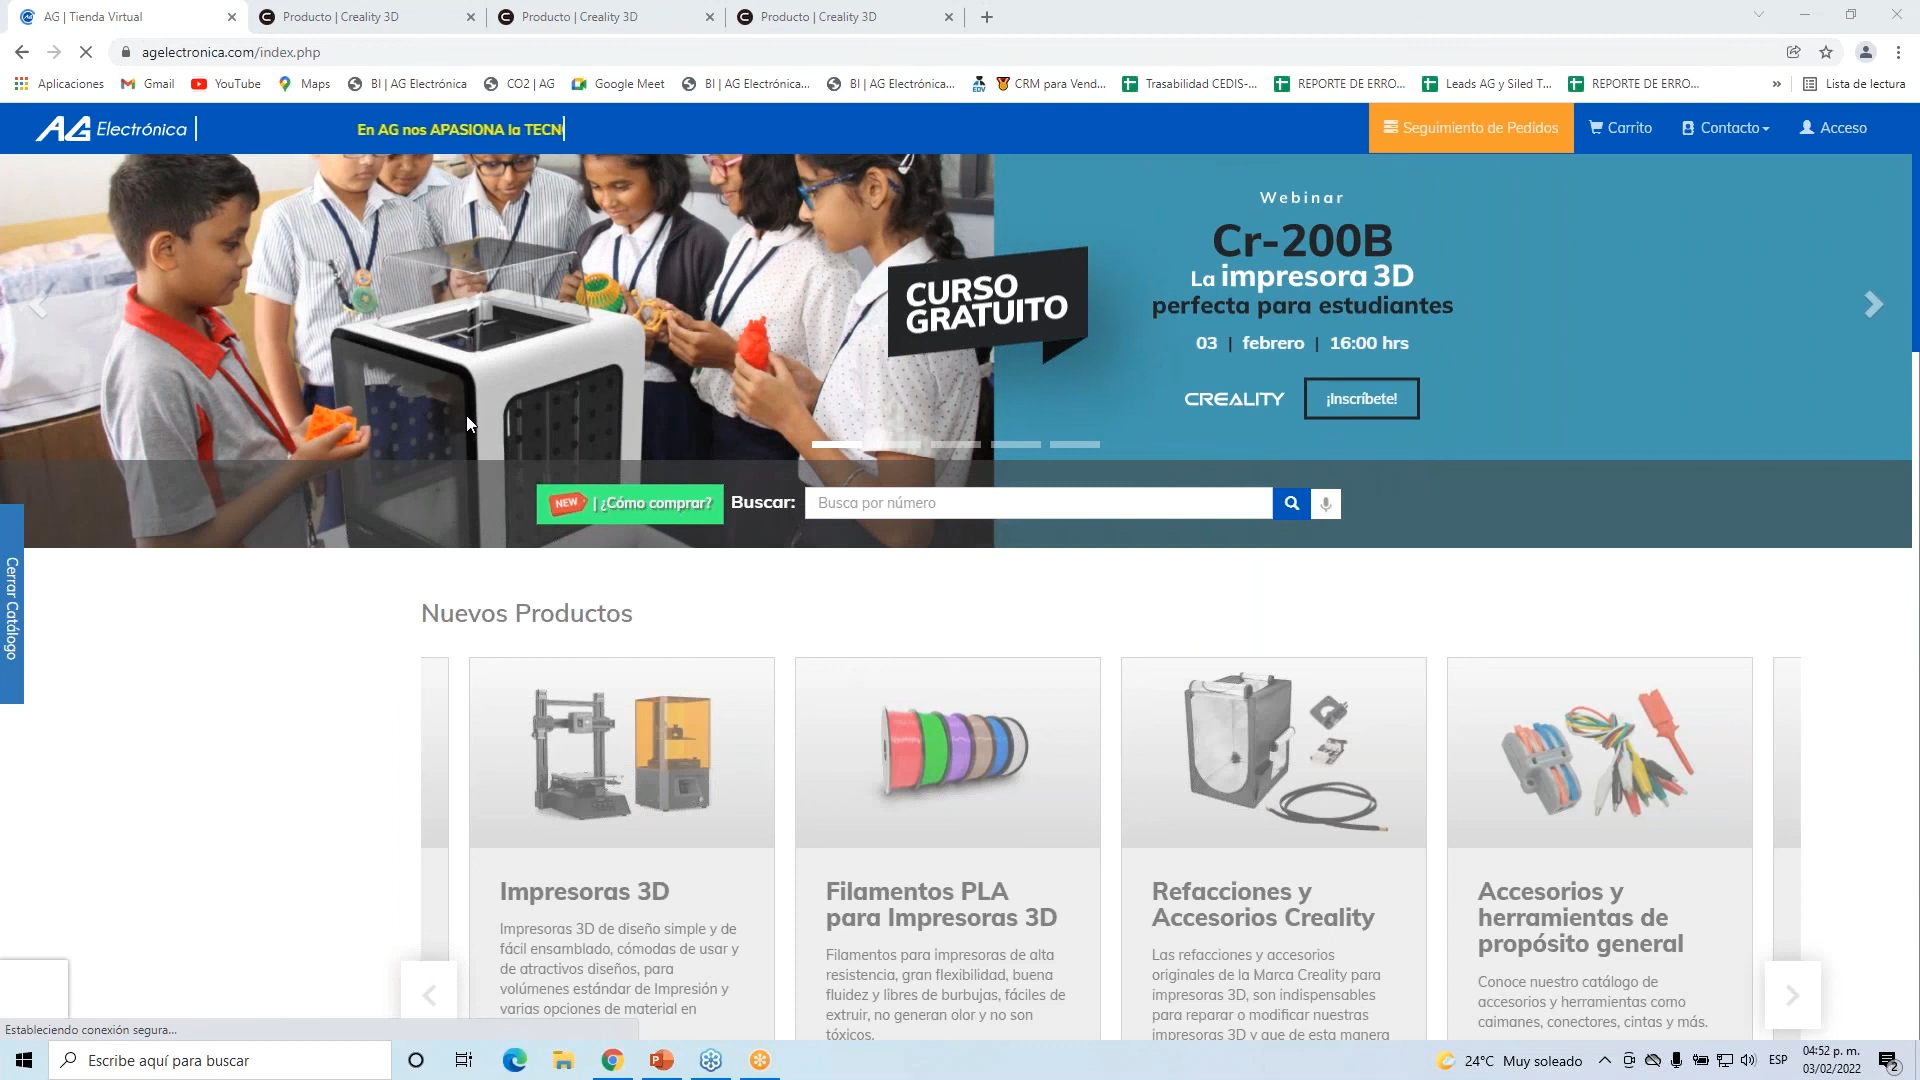 AG | Tienda Virtual
Producto | Creality 3D
Producto | Creality 3D
Producto | Creality 3D
agelectronica.com/index.php
Aplicaciones
Gmail
YouTube
Maps
BI | AG Electrónica
CO2 | AG
Google Meet
BI | AG Electrónica...
BI | AG Electrónica...
EDV
CRM para Vend...
Trasabilidad CEDIS-...
REPORTE DE ERRO...
Leads AG y Siled T...
REPORTE DE ERRO...
»
Lista de lectura
AG Electrónica
En AG nos APASIONA la TECN
Seguimiento de Pedidos
Carrito
Contacto
Acceso
Webinar
Cr-200B
La impresora 3D
perfecta para estudiantes
03 | febrero | 16:00 hrs
CREALITY
¡Inscríbete!
CURSO
GRATUITO
NEW | ¿Cómo comprar?
Buscar:
Busca por número
Cerrar Catálogo
Nuevos Productos
Impresoras 3D
Impresoras 3D de diseño simple y de
fácil ensamblado, cómodas de usar y
de atractivos diseños, para
volúmenes estándar de Impresión y
varias opciones de material en
Filamentos PLA
para Impresoras 3D
Filamentos para impresoras de alta
resistencia, gran flexibilidad, buena
fluidez y libres de burbujas, fáciles de
extruir, no generan olor y no son
tóxicos.
Refacciones y
Accesorios Creality
Las refacciones y accesorios
originales de la Marca Creality para
impresoras 3D, son indispensables
para reparar o modificar nuestras
impresoras 3D y que de esta manera
Accesorios y
herramientas de
propósito general
Conoce nuestro catálogo de
accesorios y herramientas como
caimanes, conectores, cintas y más.
Estableciendo conexión segura...
Escribe aquí para buscar
24°C Muy soleado
ESP
04:52 p. m.
03/02/2022
2